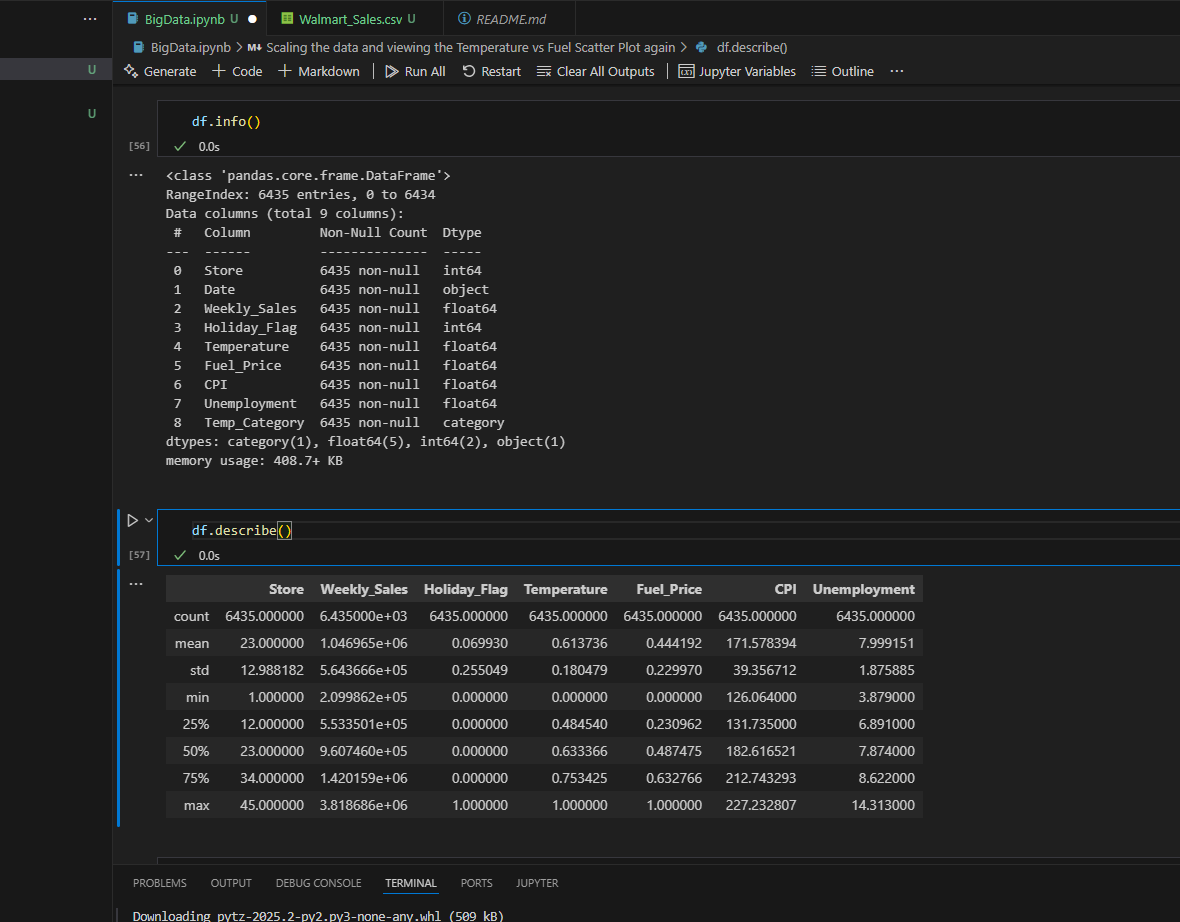 BigData.ipynb U ● Walmart_Sales.csv U README.md
BigData.ipynb > M↓ Scaling the data and viewing the Temperature vs Fuel Scatter Plot again > df.describe()
U Generate + Code + Markdown | Run All Restart Clear All Outputs | Jupyter Variables Outline ...
U
df.info()
[56] ✓ 0.0s
... <class 'pandas.core.frame.DataFrame'>
RangeIndex: 6435 entries, 0 to 6434
Data columns (total 9 columns):
# Column Non-Null Count Dtype
--- ------ -------------- -----
0 Store 6435 non-null int64
1 Date 6435 non-null object
2 Weekly_Sales 6435 non-null float64
3 Holiday_Flag 6435 non-null int64
4 Temperature 6435 non-null float64
5 Fuel_Price 6435 non-null float64
6 CPI 6435 non-null float64
7 Unemployment 6435 non-null float64
8 Temp_Category 6435 non-null category
dtypes: category(1), float64(5), int64(2), object(1)
memory usage: 408.7+ KB
df.describe()
[57] ✓ 0.0s
... Store Weekly_Sales Holiday_Flag Temperature Fuel_Price CPI Unemployment
count 6435.000000 6.435000e+03 6435.000000 6435.000000 6435.000000 6435.000000 6435.000000
mean 23.000000 1.046965e+06 0.069930 0.613736 0.444192 171.578394 7.999151
std 12.988182 5.643666e+05 0.255049 0.180479 0.229970 39.356712 1.875885
min 1.000000 2.099862e+05 0.000000 0.000000 0.000000 126.064000 3.879000
25% 12.000000 5.533501e+05 0.000000 0.484540 0.230962 131.735000 6.891000
50% 23.000000 9.607460e+05 0.000000 0.633366 0.487475 182.616521 7.874000
75% 34.000000 1.420159e+06 0.000000 0.753425 0.632766 212.743293 8.622000
max 45.000000 3.818686e+06 1.000000 1.000000 1.000000 227.232807 14.313000
PROBLEMS OUTPUT DEBUG CONSOLE TERMINAL PORTS JUPYTER
Downloading pytz-2025.2-py2.py3-none-any.whl (509 kB)